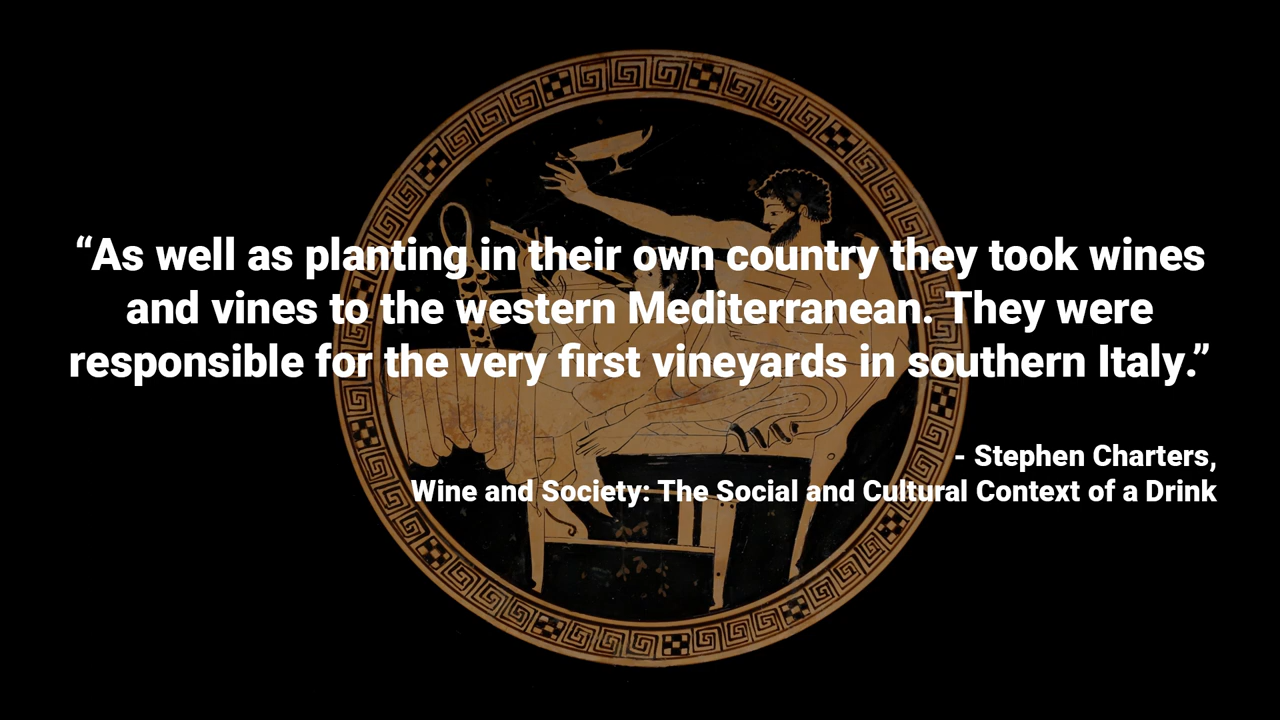 “As well as planting in their own country they took wines
and vines to the western Mediterranean. They were
responsible for the very first vineyards in southern Italy.”
- Stephen Charters,
Wine and Society: The Social and Cultural Context of a Drink